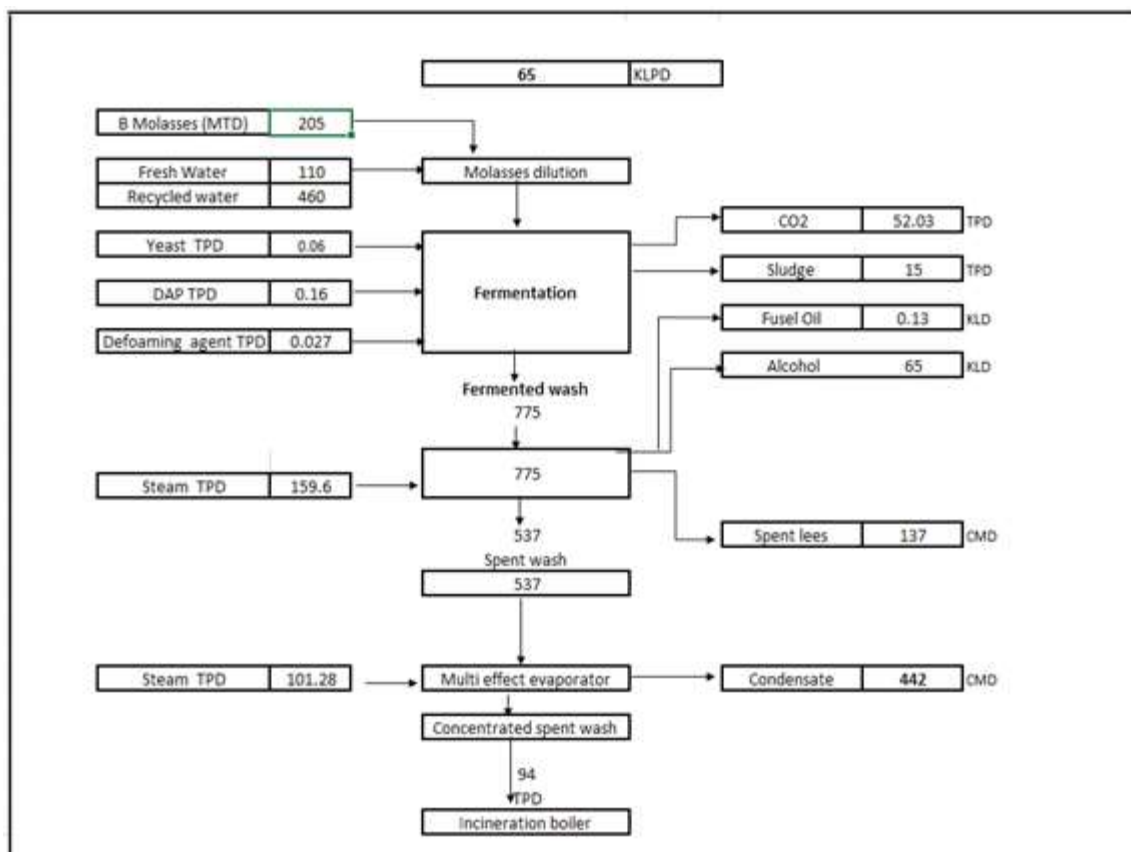 65 KLPD
B Molasses (MTD) 205
Fresh Water 110
Molasses dilution
Recycled water 460
CO2 52.03 TPD
Yeast TPD 0.06
Sludge 15 TPD
DAP TPD 0.16
Fermentation
Fusel Oil 0.13 KLD
Defoaming agent TPD 0.027
Alcohol 65 KLD
Fermented wash
775
775
Steam TPD 159.6
537
Spent lees 137 CMD
Spent wash
537
Steam TPD 101.28
Multi effect evaporator
Condensate 442 CMD
Concentrated spent wash
94
TPD
Incineration boiler